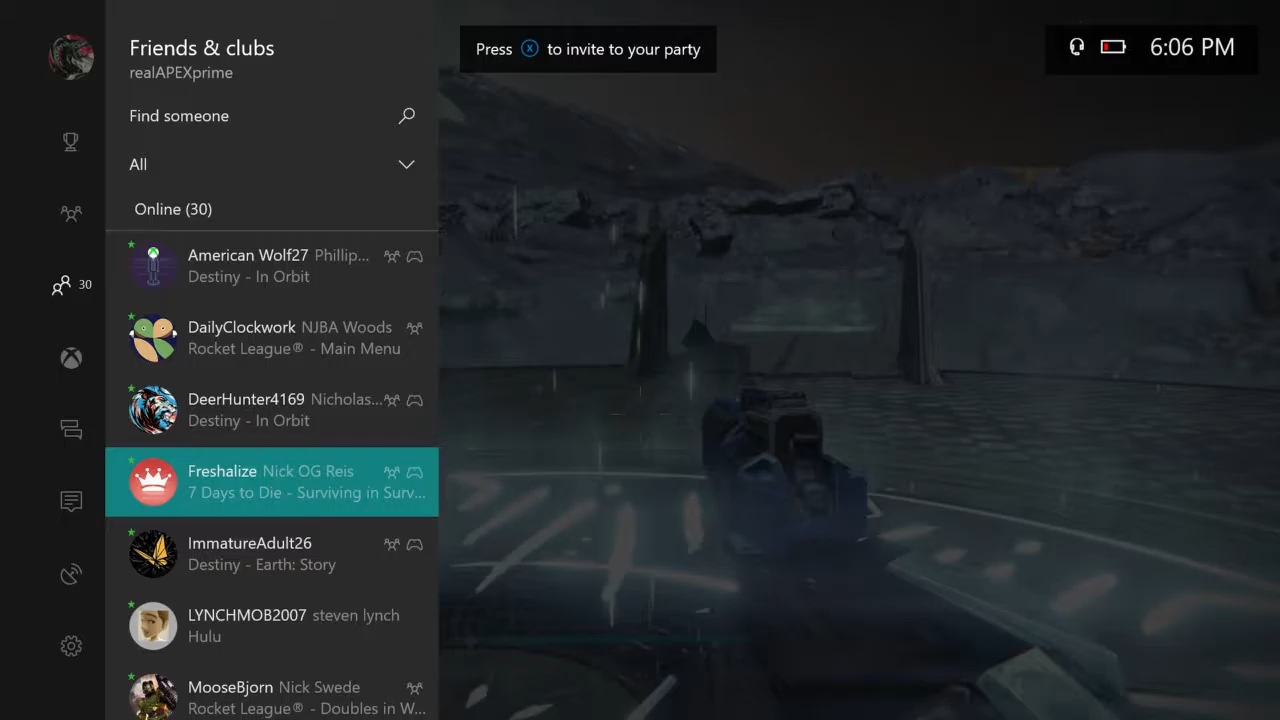 Friends & clubs
realAPEXprime
Press X to invite to your party
6:06 PM
Find someone
All
Online (30)
American Wolf27 Phillip...
Destiny - In Orbit
DailyClockwork NJBA Woods
Rocket League® - Main Menu
30
DeerHunter4169 Nicholas...
Destiny - In Orbit
Freshalize Nick OG Reis
7 Days to Die - Surviving in Surv...
ImmatureAdult26
Destiny - Earth: Story
LYNCHMOB2007 steven lynch
Hulu
MooseBjorn Nick Swede
Rocket League® - Doubles in W...